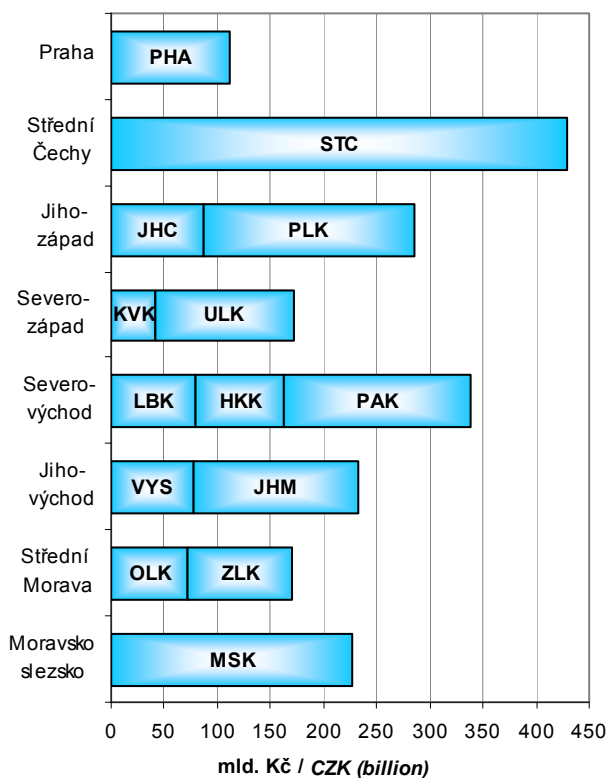 Praha
PHA
Střední
Čechy
STC
Jiho-
západ
JHC PLK
Severo-
západ
KVK ULK
Severo-
východ
LBK HKK PAK
Jiho-
východ
VYS JHM
Střední
Morava
OLK ZLK
Moravsko
slezsko
MSK
0 50 100 150 200 250 300 350 400 450
mld. Kč / CZK (billion)